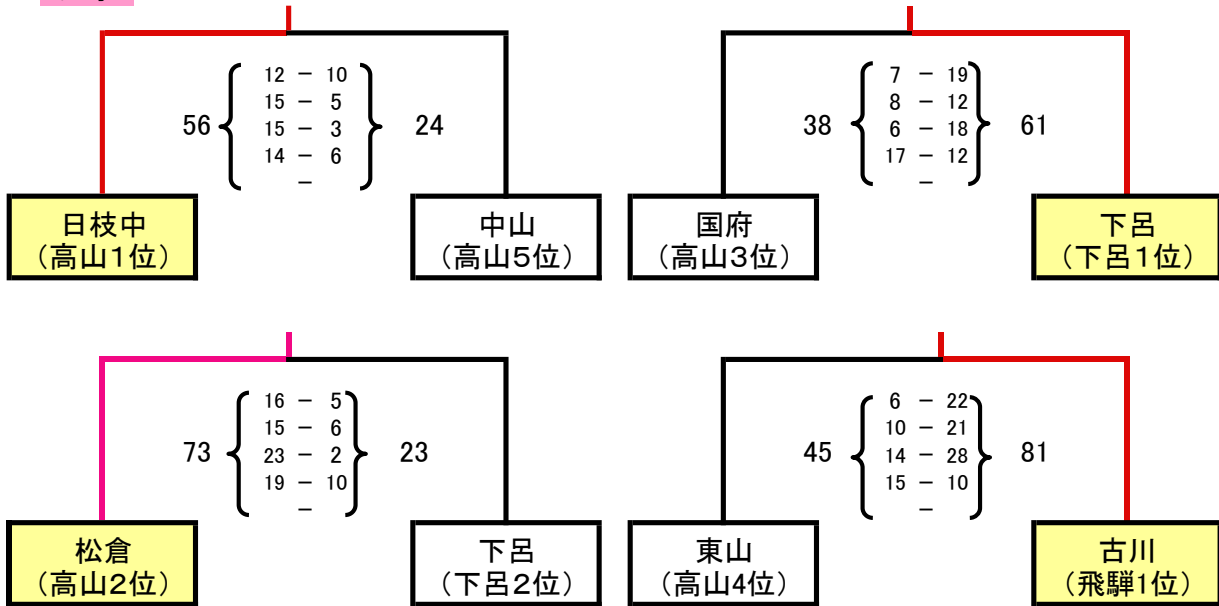 12 － 10
15 － 5
56 15 － 3 24
14 － 6
－
日枝中
（高山１位）
中山
（高山５位）
7 － 19
8 － 12
38 6 － 18 61
17 － 12
－
国府
（高山３位）
下呂
（下呂１位）
16 － 5
15 － 6
73 23 － 2 23
19 － 10
－
松倉
（高山２位）
下呂
（下呂２位）
6 － 22
10 － 21
45 14 － 28 81
15 － 10
－
東山
（高山４位）
古川
（飛騨１位）